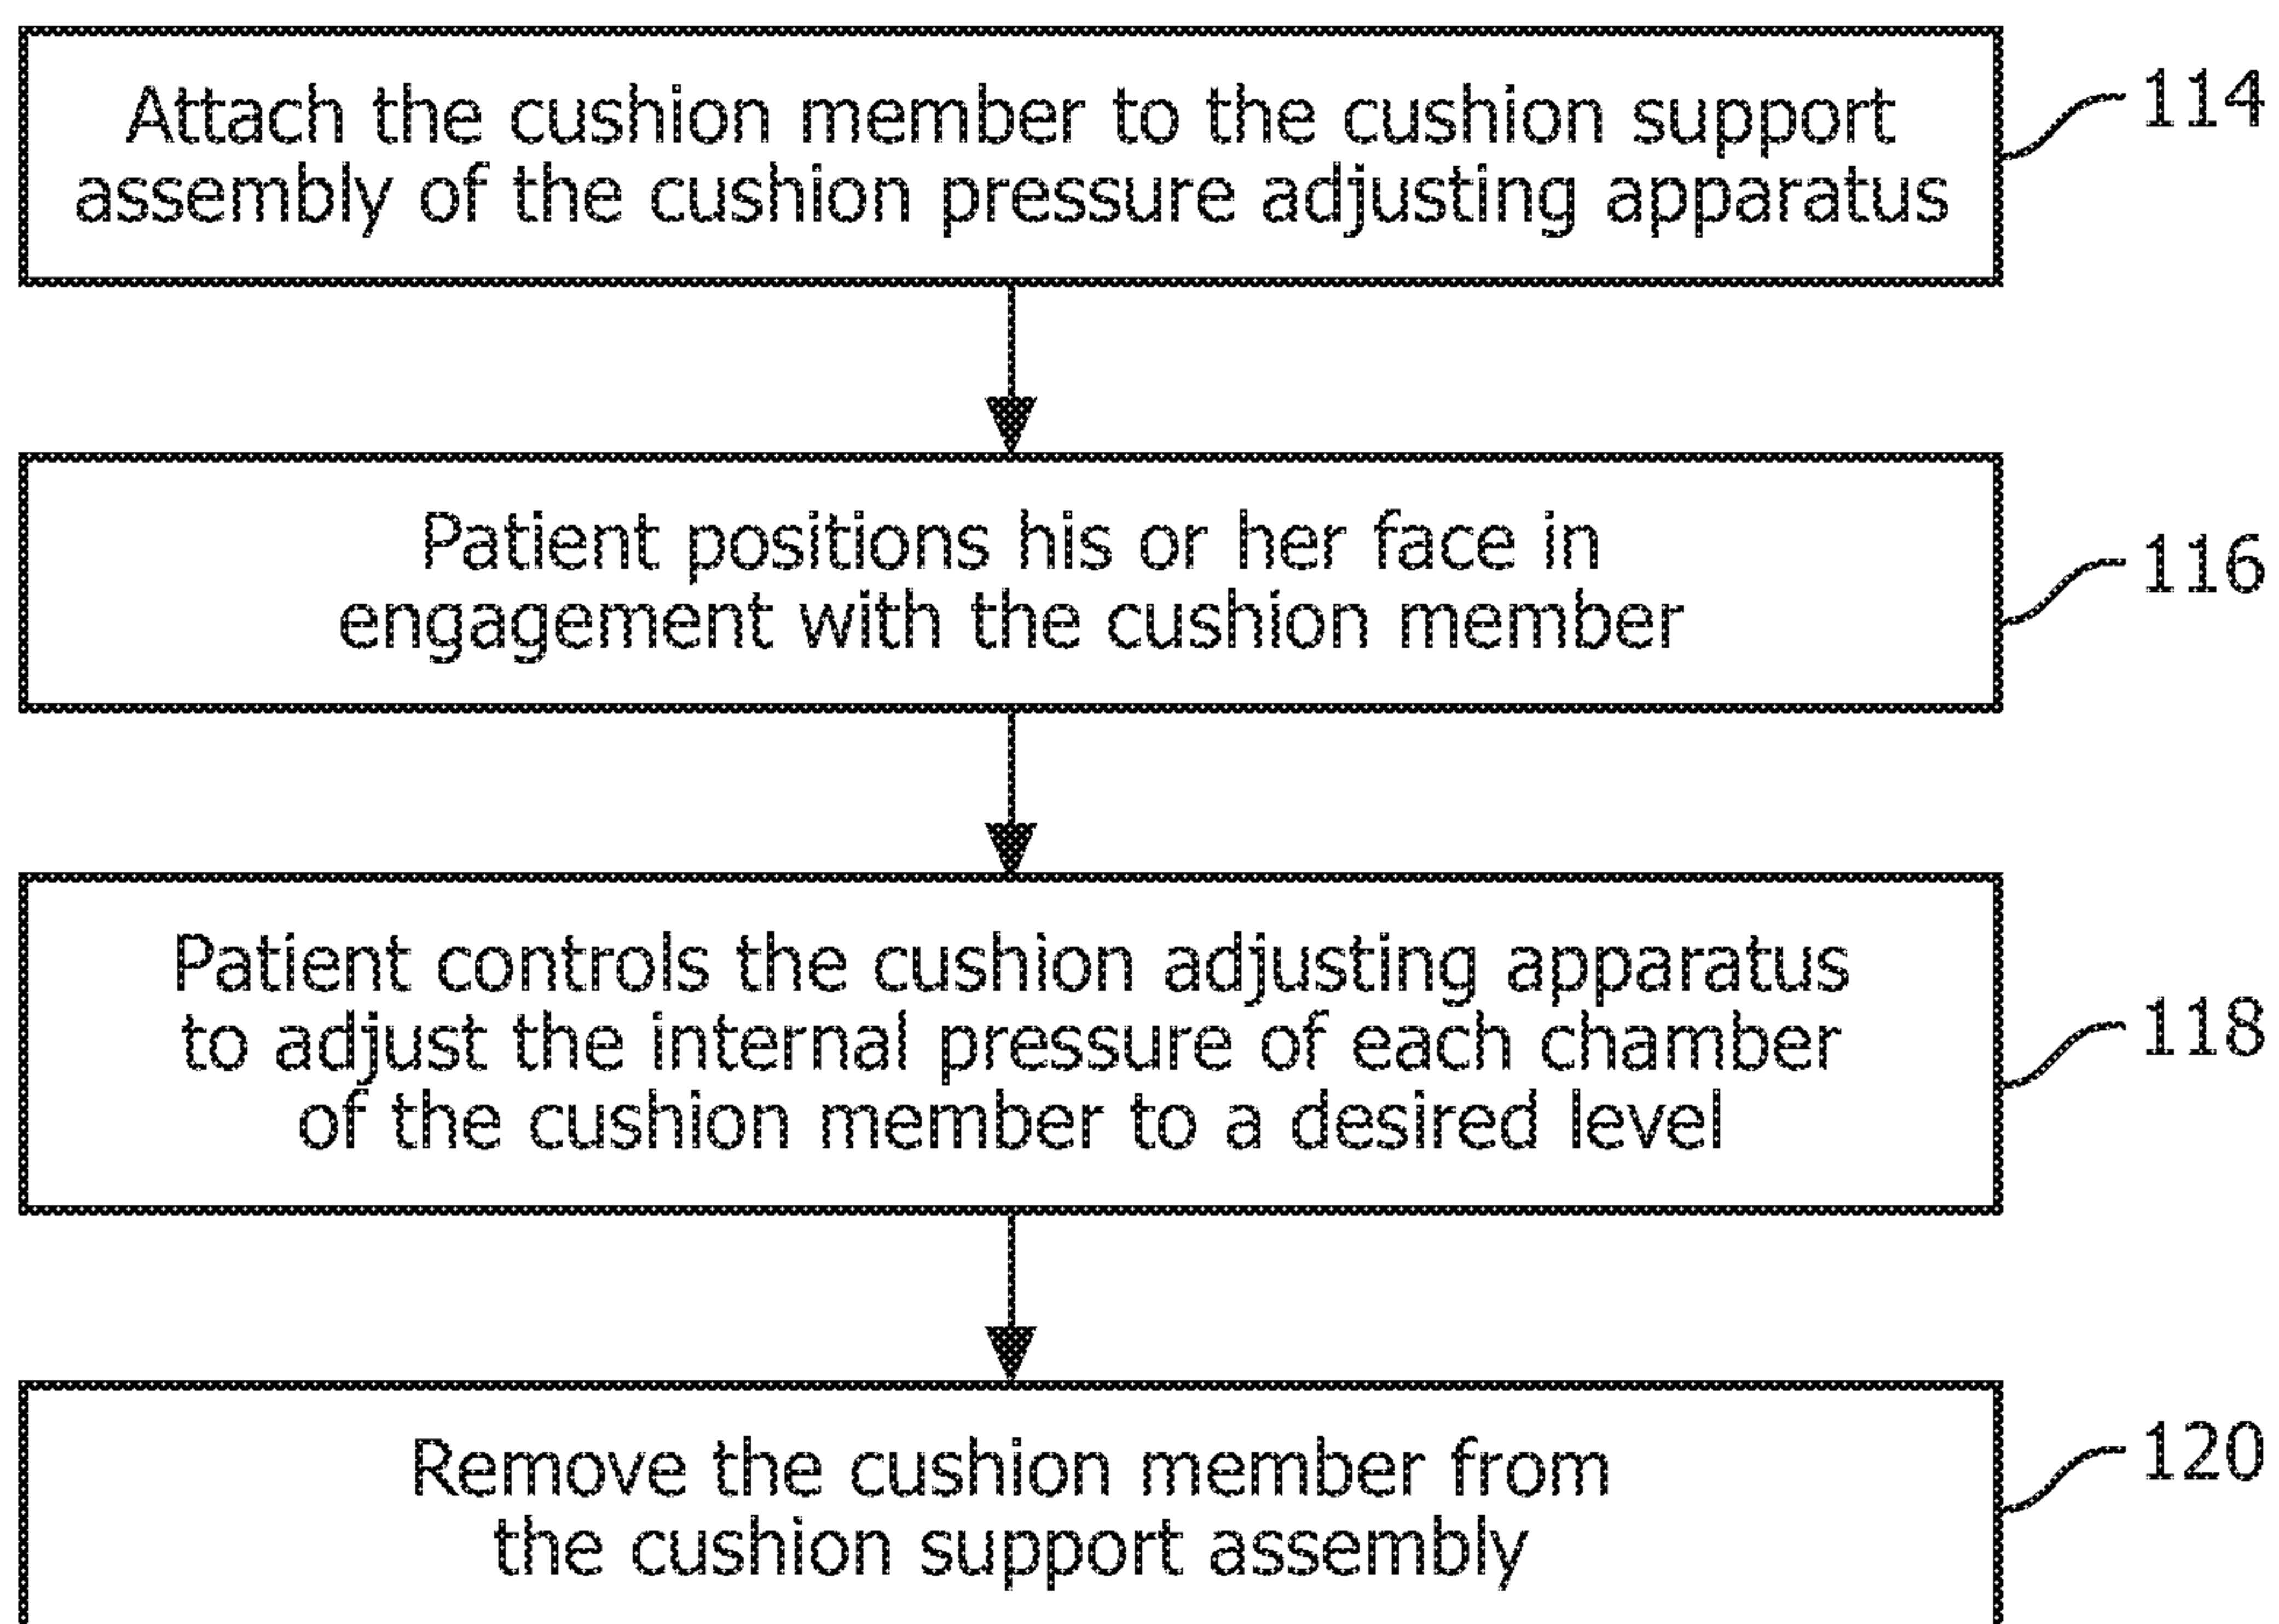 Attach the cushion member to the cushion support
assembly of the cushion pressure adjusting apparatus
114
Patient positions his or her face in
engagement with the cushion member
116
Patient controls the cushion adjusting apparatus
to adjust the internal pressure of each chamber
of the cushion member to a desired level
118
Remove the cushion member from
the cushion support assembly
120